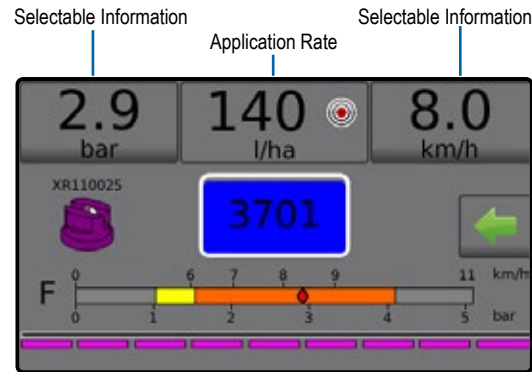 Selectable Information
Selectable Information
Application Rate
2.9
bar
140
l/ha
8.0
km/h
XR110025
3701
F
0 6 7 8 9 11 km/h
0 1 2 3 4 5 bar